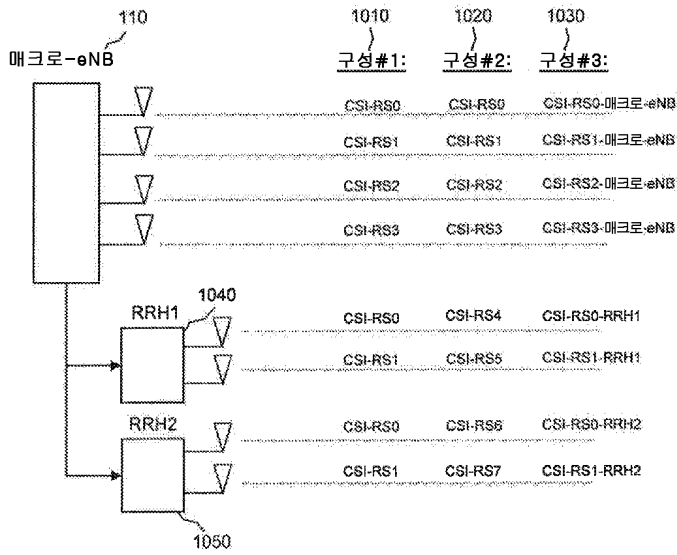 110
1010 1020 1030
매크로-eNB
구성#1: 구성#2: 구성#3:
CSI-RS0 CSI-RS0 CSI-RS0-매크로-eNB
CSI-RS1 CSI-RS1 CSI-RS1-매크로-eNB
CSI-RS2 CSI-RS2 CSI-RS2-매크로-eNB
CSI-RS3 CSI-RS3 CSI-RS3-매크로-eNB
RRH1 1040
CSI-RS0 CSI-RS4 CSI-RS0-RRH1
CSI-RS1 CSI-RS5 CSI-RS1-RRH1
RRH2
CSI-RS0 CSI-RS6 CSI-RS0-RRH2
CSI-RS1 CSI-RS7 CSI-RS1-RRH2
1050